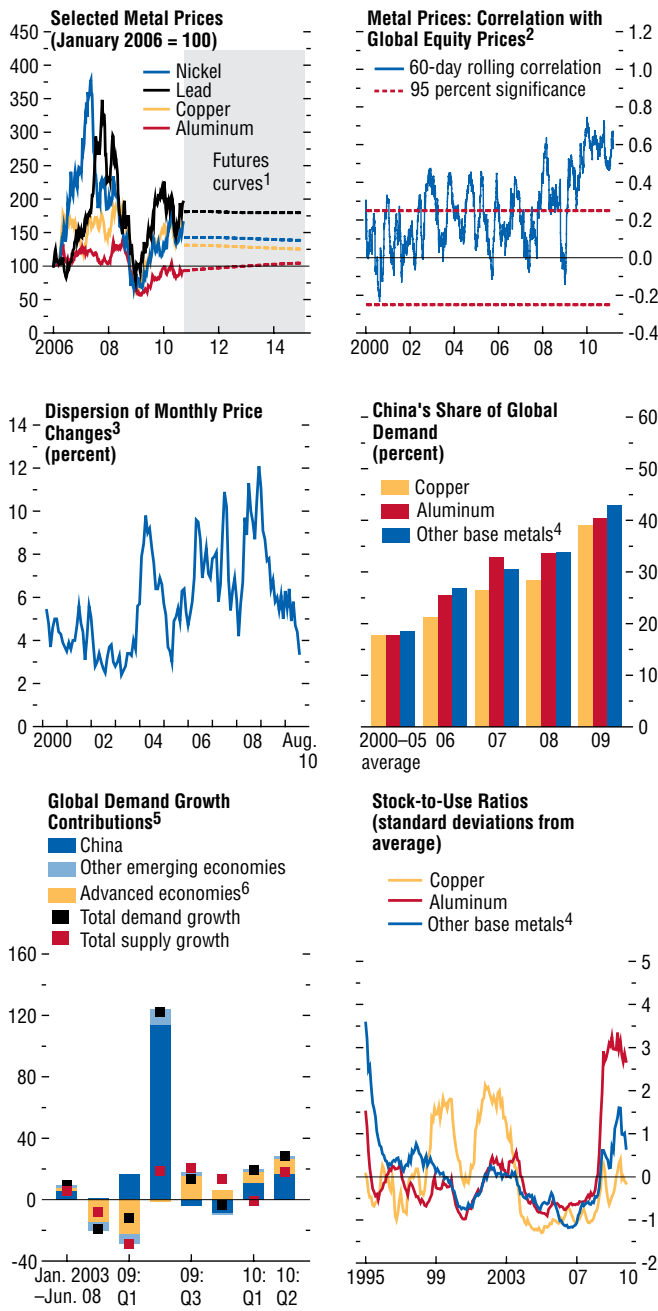 Selected Metal Prices
(January 2006 = 100)
450
400
350
300
250
200
150
100
50
0
Nickel
Lead
Copper
Aluminum
Futures
curves1
2006
08
10
12
14
Metal Prices: Correlation with
Global Equity Prices2
60-day rolling correlation
95 percent significance
1.2
1.0
0.8
0.6
0.4
0.2
0.0
-0.2
-0.4
2000
02
04
06
08
10
Dispersion of Monthly Price
Changes3
(percent)
14
12
10
8
6
4
2
0
2000
02
04
06
08
Aug.
10
China's Share of Global
Demand
(percent)
Copper
Aluminum
Other base metals4
60
50
40
30
20
10
0
2000–05
average
06
07
08
09
Global Demand Growth
Contributions5
China
Other emerging economies
Advanced economies6
Total demand growth
Total supply growth
160
120
80
40
0
-40
Jan. 2003
–Jun. 08
09:
Q1
09:
Q3
10:
Q1
10:
Q2
Stock-to-Use Ratios
(standard deviations from
average)
Copper
Aluminum
Other base metals4
5
4
3
2
1
0
-1
-2
1995
99
2003
07
10